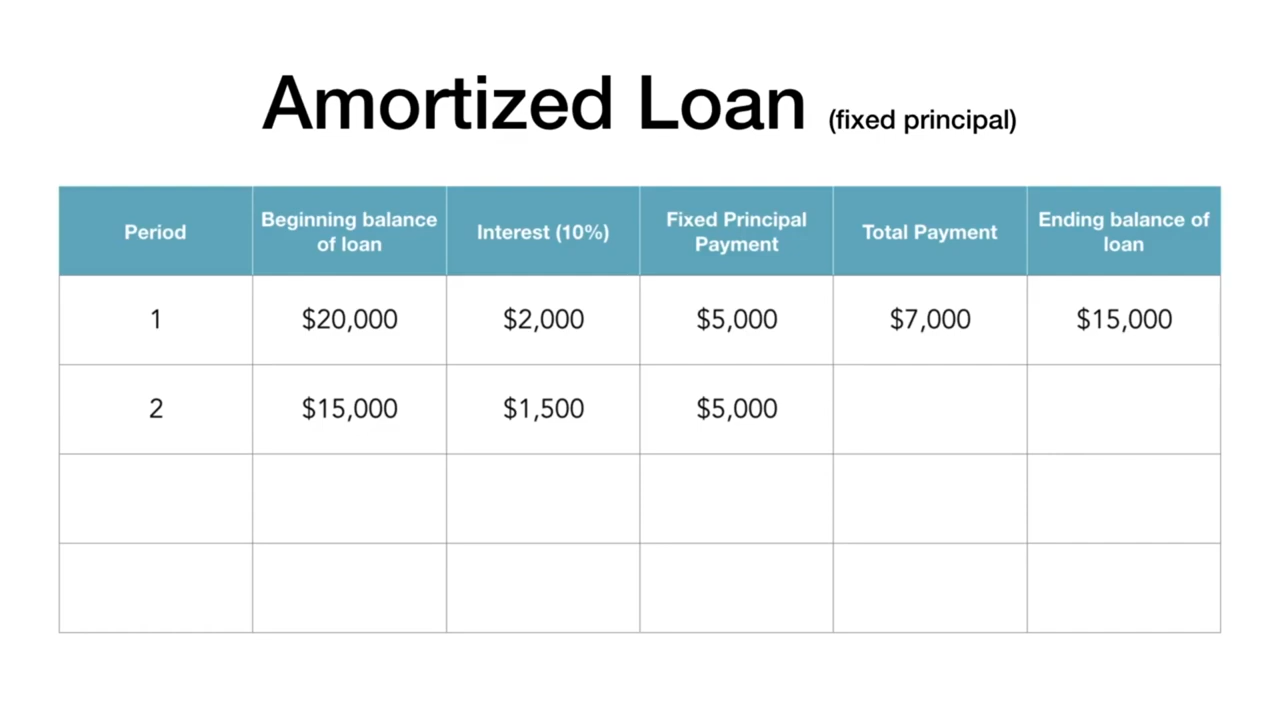 Amortized Loan (fixed principal)
Period
Beginning balance
of loan
Interest (10%)
Fixed Principal
Payment
Total Payment
Ending balance of
loan
1 $20,000 $2,000 $5,000 $7,000 $15,000
2 $15,000 $1,500 $5,000